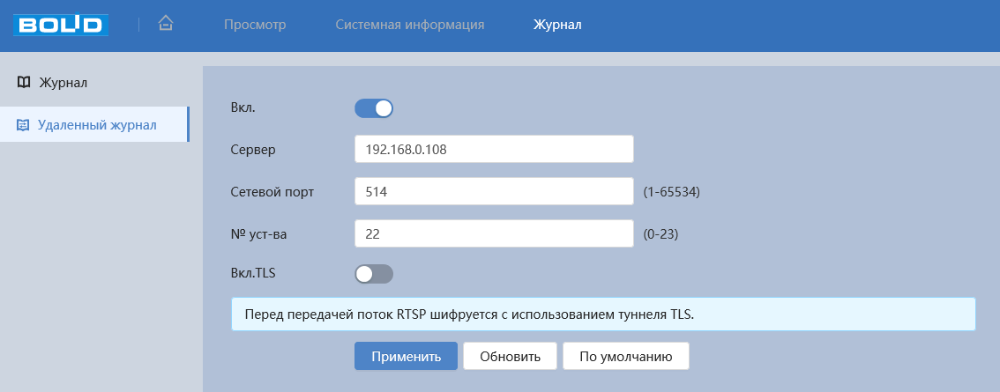 BOLID
Просмотр
Системная информация
Журнал
Журнал
Удаленный журнал
Вкл.
Сервер 192.168.0.108
Сетевой порт 514 (1-65534)
№ уст-ва 22 (0-23)
Вкл.TLS
Перед передачей поток RTSP шифруется с использованием туннеля TLS.
Применить Обновить По умолчанию